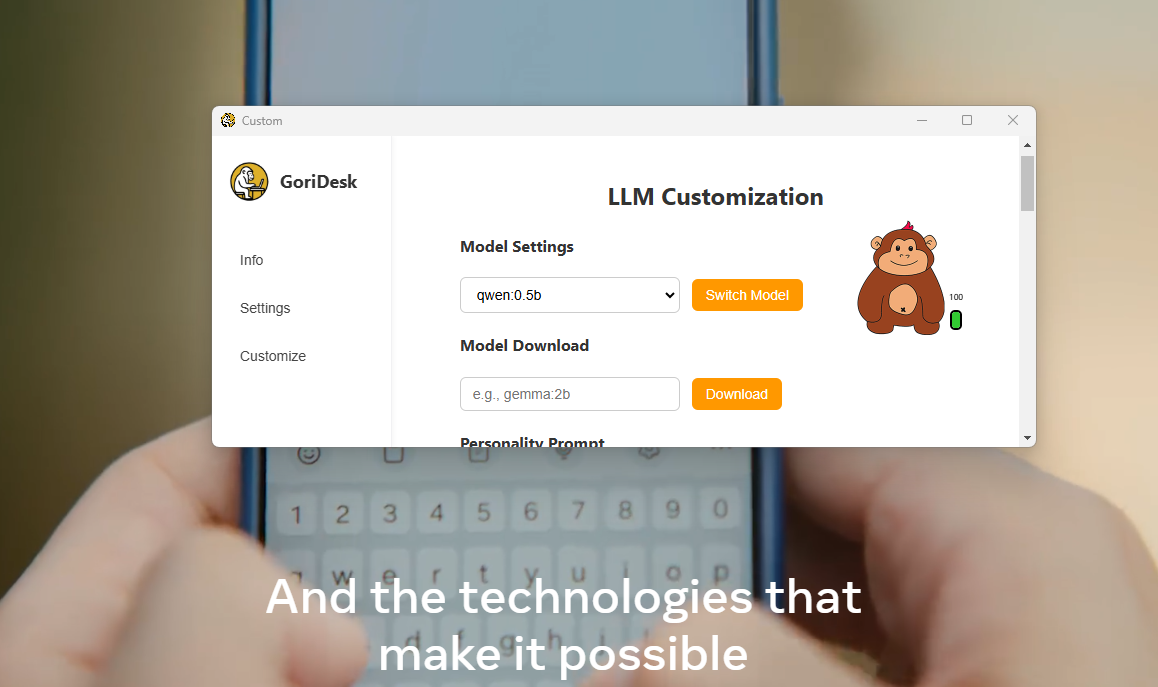 Custom
GoriDesk
Info
Settings
Customize
LLM Customization
Model Settings
qwen:0.5b
Switch Model
100
Model Download
e.g., gemma:2b
Download
Personality Prompt
1 2 3 4 5 6 7 8 9 0
q w e r t y u i o p
d f g h j
And the technologies that
make it possible